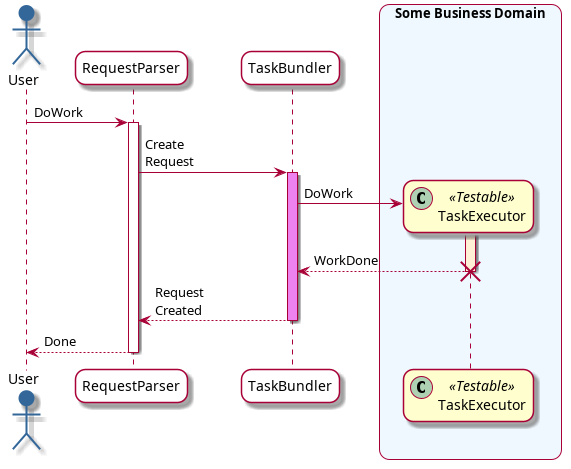 Some Business Domain
User
RequestParser
TaskBundler
DoWork
Create
Request
C
«Testable»
TaskExecutor
DoWork
WorkDone
Request
Created
Done
User
RequestParser
TaskBundler
C
«Testable»
TaskExecutor